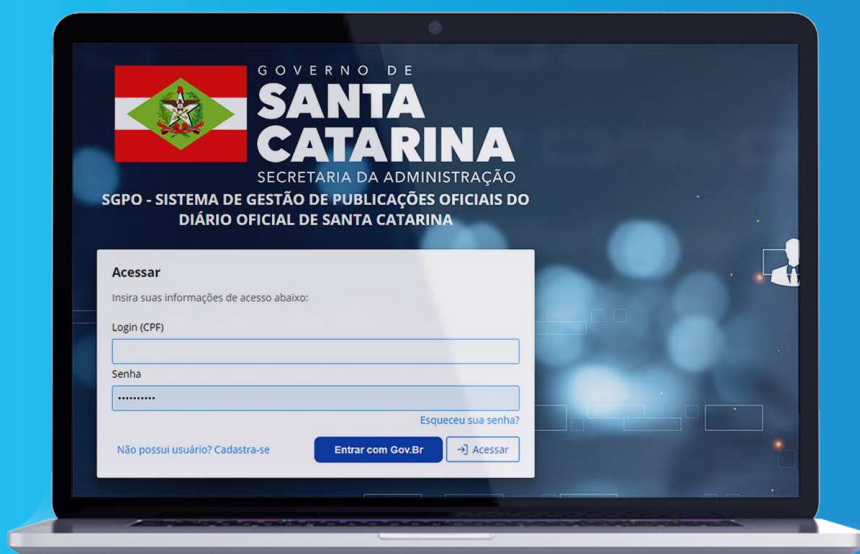 GOVERNO DE
SANTA
CATARINA
SECRETARIA DA ADMINISTRAÇÃO
SGPO - SISTEMA DE GESTÃO DE PUBLICAÇÕES OFICIAIS DO
DIÁRIO OFICIAL DE SANTA CATARINA
Acessar
Insira suas informações de acesso abaixo:
Login (CPF)
Senha
••••••••••
Esqueceu sua senha?
Não possui usuário? Cadastra-se
Entrar com Gov.Br
Acessar